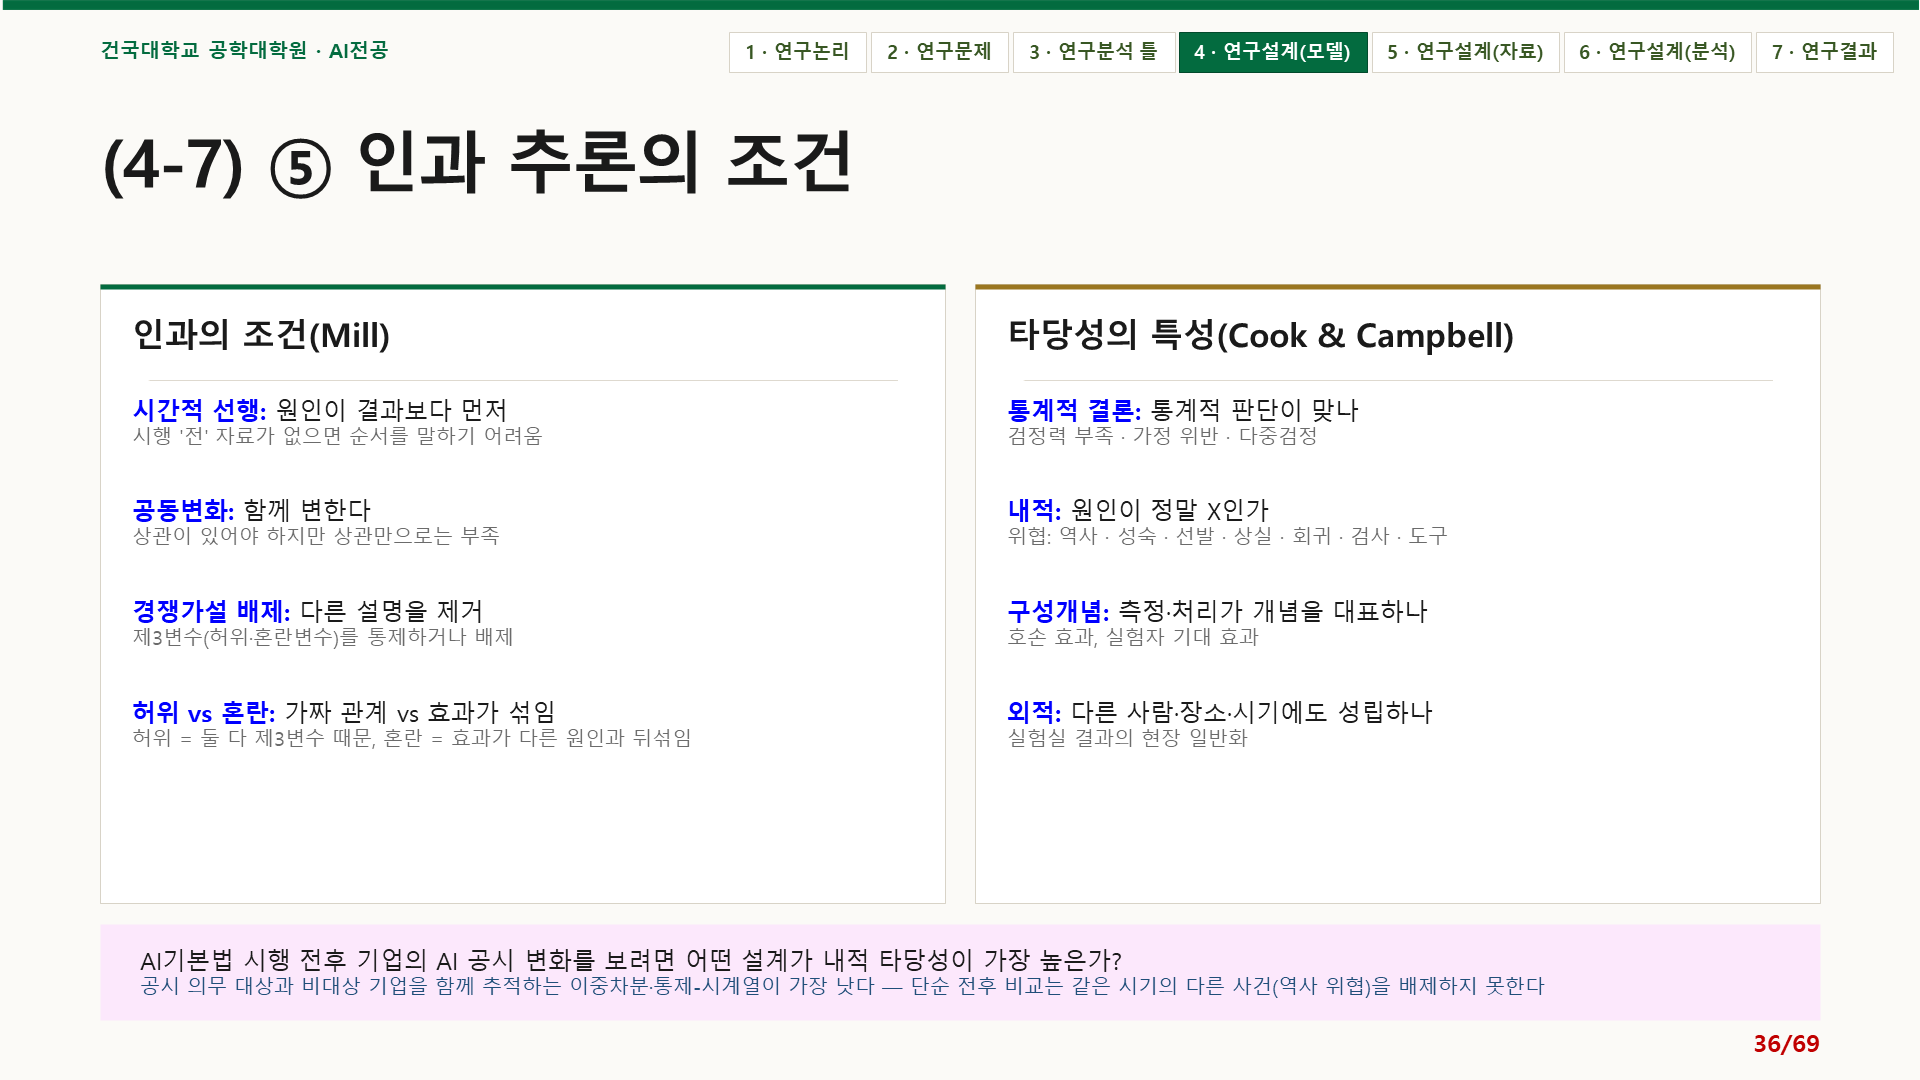 건국대학교 공학대학원 · AI전공
1 · 연구논리
2 · 연구문제
3 · 연구분석 틀
4 · 연구설계(모델)
5 · 연구설계(자료)
6 · 연구설계(분석)
7 · 연구결과
(4-7) ⑤ 인과 추론의 조건
인과의 조건(Mill)
시간적 선행: 원인이 결과보다 먼저
시행 '전' 자료가 없으면 순서를 말하기 어려움
공동변화: 함께 변한다
상관이 있어야 하지만 상관만으로는 부족
경쟁가설 배제: 다른 설명을 제거
제3변수(허위·혼란변수)를 통제하거나 배제
허위 vs 혼란: 가짜 관계 vs 효과가 섞임
허위 = 둘 다 제3변수 때문, 혼란 = 효과가 다른 원인과 뒤섞임
타당성의 특성(Cook & Campbell)
통계적 결론: 통계적 판단이 맞나
검정력 부족 · 가정 위반 · 다중검정
내적: 원인이 정말 X인가
위협: 역사 · 성숙 · 선발 · 상실 · 회귀 · 검사 · 도구
구성개념: 측정·처리가 개념을 대표하나
호손 효과, 실험자 기대 효과
외적: 다른 사람·장소·시기에도 성립하나
실험실 결과의 현장 일반화
AI기본법 시행 전후 기업의 AI 공시 변화를 보려면 어떤 설계가 내적 타당성이 가장 높은가?
공시 의무 대상과 비대상 기업을 함께 추적하는 이중차분·통제-시계열이 가장 낫다 — 단순 전후 비교는 같은 시기의 다른 사건(역사 위협)을 배제하지 못한다
36/69